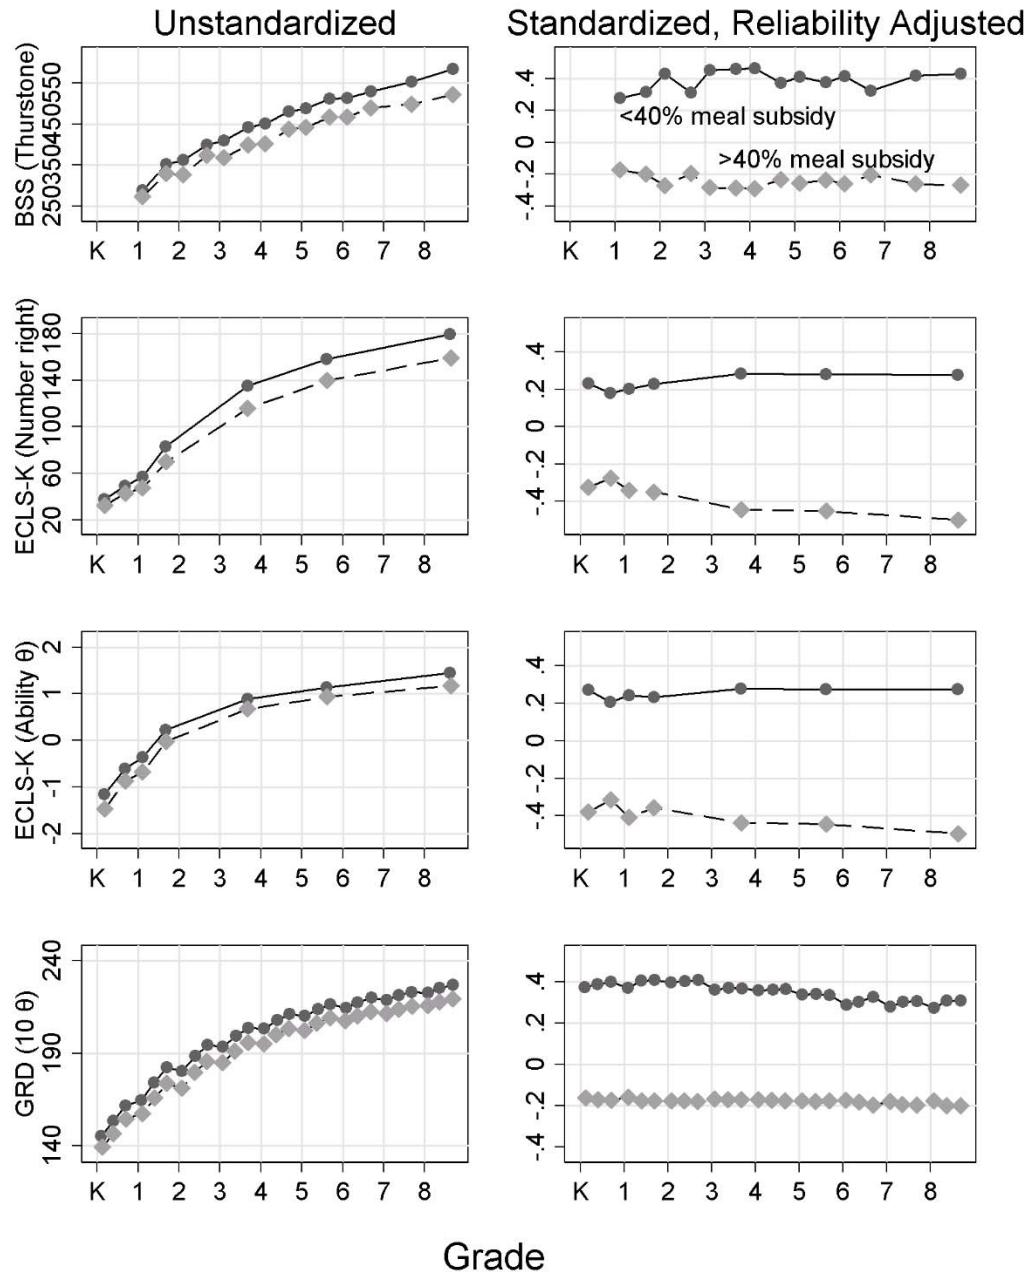 Unstandardized
Standardized, Reliability Adjusted
BSS (Thurstone)
250 350 450 550
K 1 2 3 4 5 6 7 8
-.4 -.2 0 .2 .4
<40% meal subsidy
>40% meal subsidy
K 1 2 3 4 5 6 7 8
ECLS-K (Number right)
20 60 100 140 180
K 1 2 3 4 5 6 7 8
-.4 -.2 0 .2 .4
K 1 2 3 4 5 6 7 8
ECLS-K (Ability θ)
-2 -1 0 1 2
K 1 2 3 4 5 6 7 8
-.4 -.2 0 .2 .4
K 1 2 3 4 5 6 7 8
GRD (10 θ)
140 190 240
K 1 2 3 4 5 6 7 8
-.4 -.2 0 .2 .4
K 1 2 3 4 5 6 7 8
Grade